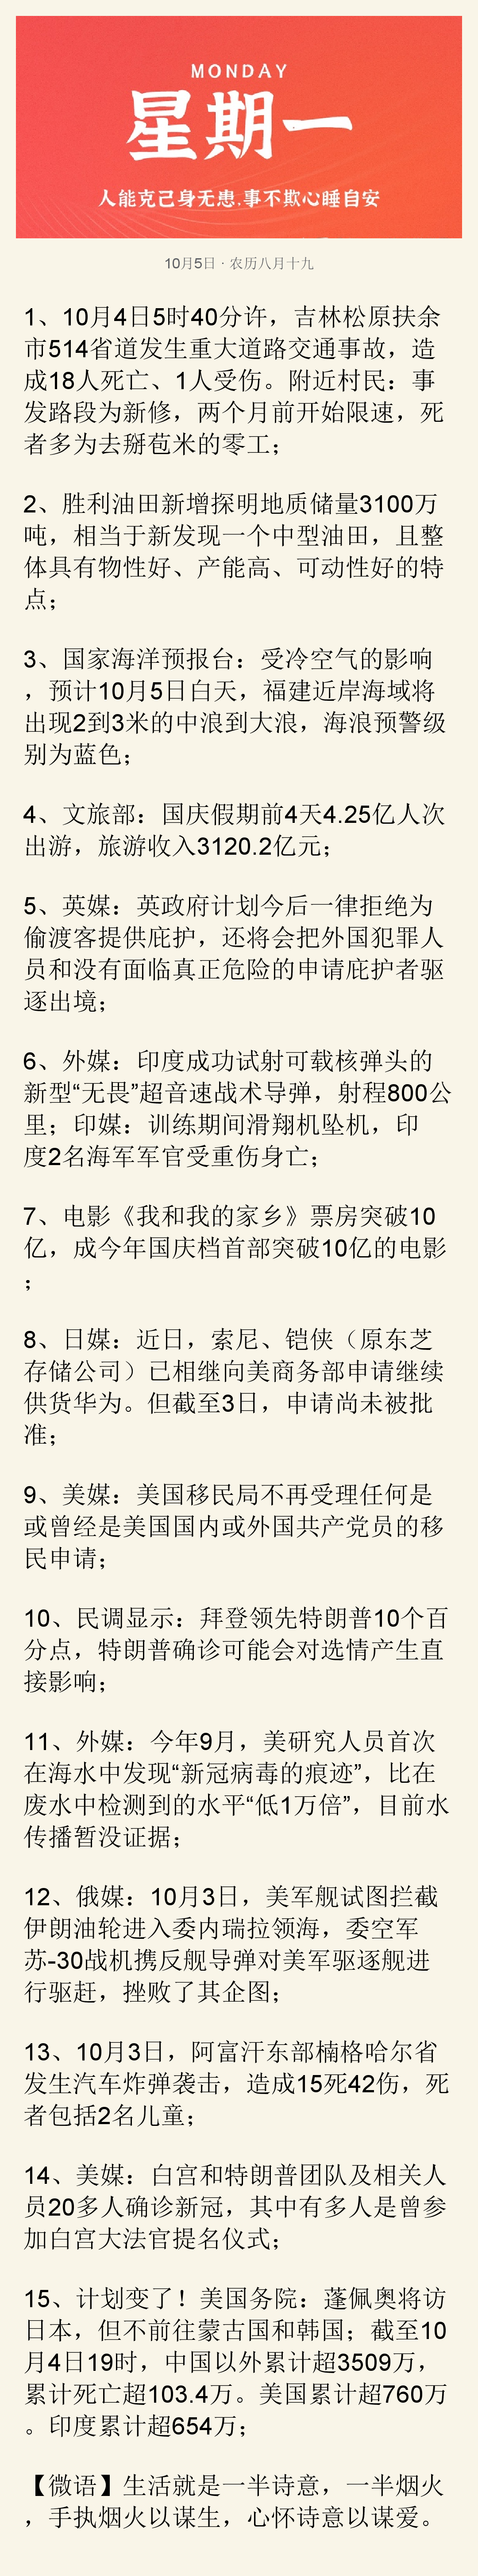 MONDAY
星期一
人能克己身无患.事不欺心睡自安
10月5日 · 农历八月十九
1、10月4日5时40分许，吉林松原扶余
市514省道发生重大道路交通事故，造
成18人死亡、1人受伤。附近村民：事
发路段为新修，两个月前开始限速，死
者多为去掰苞米的零工；
2、胜利油田新增探明地质储量3100万
吨，相当于新发现一个中型油田，且整
体具有物性好、产能高、可动性好的特
点；
3、国家海洋预报台：受冷空气的影响
，预计10月5日白天，福建近岸海域将
出现2到3米的中浪到大浪，海浪预警级
别为蓝色；
4、文旅部：国庆假期前4天4.25亿人次
出游，旅游收入3120.2亿元；
5、英媒：英政府计划今后一律拒绝为
偷渡客提供庇护，还将会把外国犯罪人
员和没有面临真正危险的申请庇护者驱
逐出境；
6、外媒：印度成功试射可载核弹头的
新型“无畏”超音速战术导弹，射程800公
里；印媒：训练期间滑翔机坠机，印
度2名海军军官受重伤身亡；
7、电影《我和我的家乡》票房突破10
亿，成今年国庆档首部突破10亿的电影
；
8、日媒：近日，索尼、铠侠（原东芝
存储公司）已相继向美商务部申请继续
供货华为。但截至3日，申请尚未被批
准；
9、美媒：美国移民局不再受理任何是
或曾经是美国国内或外国共产党员的移
民申请；
10、民调显示：拜登领先特朗普10个百
分点，特朗普确诊可能会对选情产生直
接影响；
11、外媒：今年9月，美研究人员首次
在海水中发现“新冠病毒的痕迹”，比在
废水中检测到的水平“低1万倍”，目前水
传播暂没证据；
12、俄媒：10月3日，美军舰试图拦截
伊朗油轮进入委内瑞拉领海，委空军
苏-30战机携反舰导弹对美军驱逐舰进
行驱赶，挫败了其企图；
13、10月3日，阿富汗东部楠格哈尔省
发生汽车炸弹袭击，造成15死42伤，死
者包括2名儿童；
14、美媒：白宫和特朗普团队及相关人
员20多人确诊新冠，其中有多人是曾参
加白宫大法官提名仪式；
15、计划变了！美国务院：蓬佩奥将访
日本，但不前往蒙古国和韩国；截至10
月4日19时，中国以外累计超3509万，
累计死亡超103.4万。美国累计超760万
。印度累计超654万；
【微语】生活就是一半诗意，一半烟火
，手执烟火以谋生，心怀诗意以谋爱。